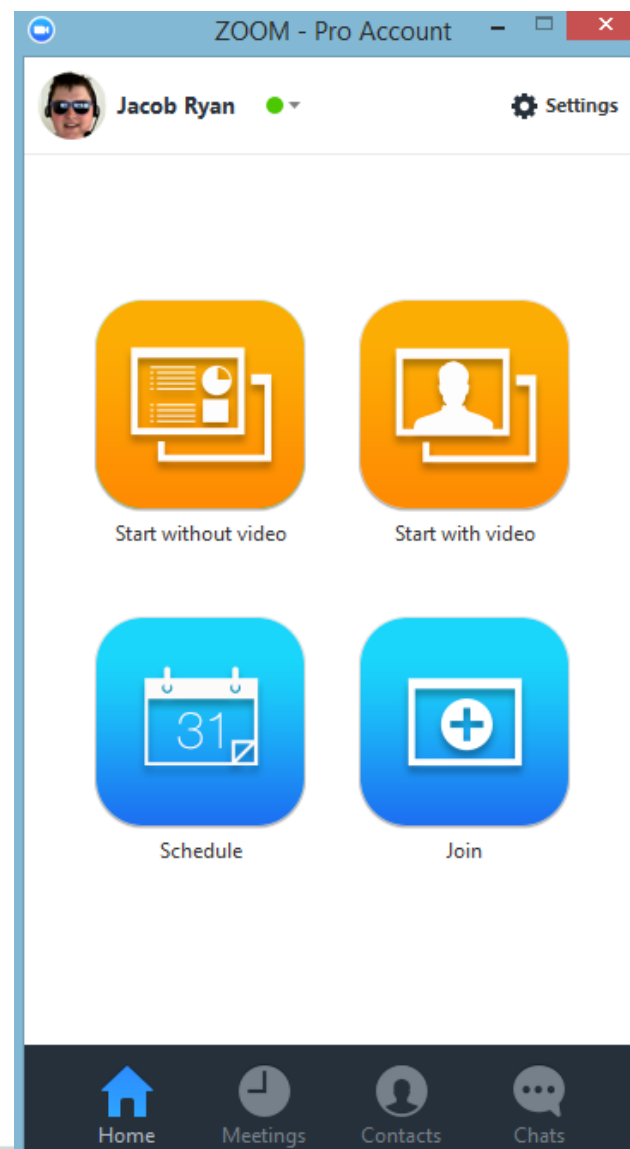 ZOOM - Pro Account
Jacob Ryan
Settings
Start without video
Start with video
31
Schedule
Join
Home
Meetings
Contacts
Chats